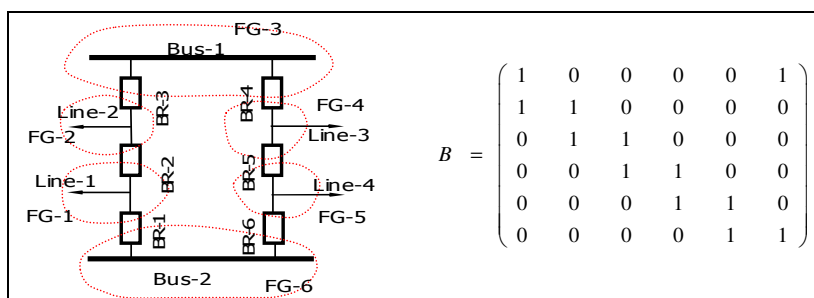 FG-3
Bus-1
BR-3
BR-4
Line-2
FG-4
FG-2
Line-3
BR-2
BR-5
Line-1
Line-4
FG-1
FG-5
BR-1
BR-6
Bus-2
FG-6
B =
1 0 0 0 0 1
1 1 0 0 0 0
0 1 1 0 0 0
0 0 1 1 0 0
0 0 0 1 1 0
0 0 0 0 1 1